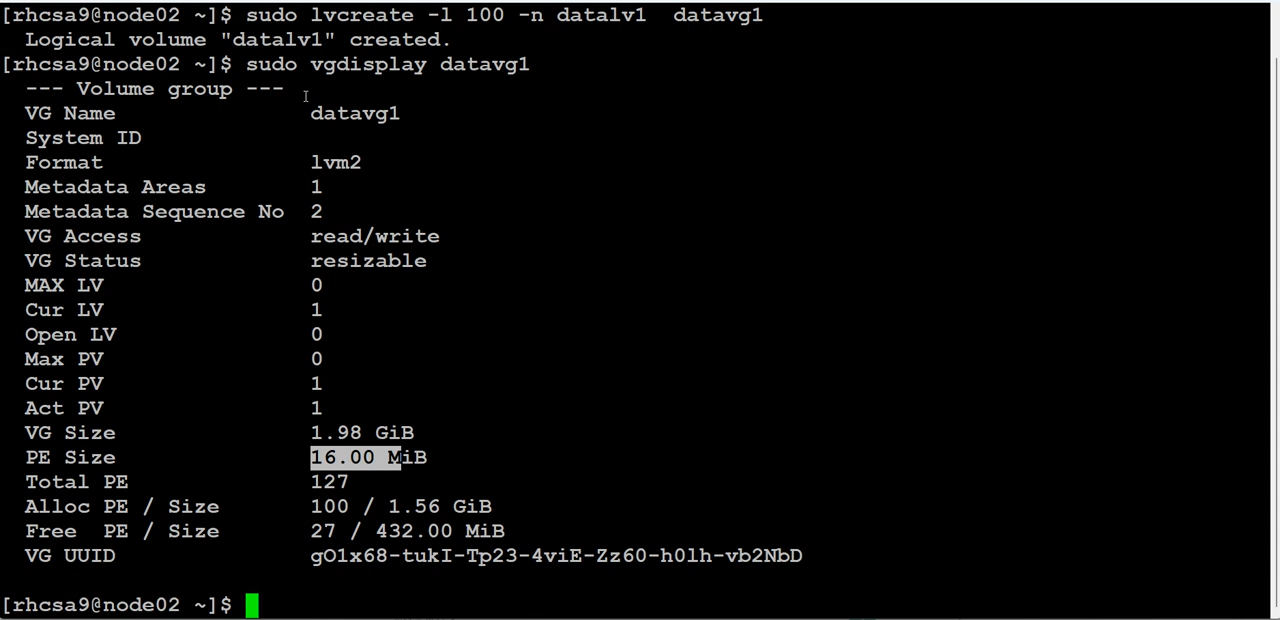 [rhcsa9@node02 ~]$ sudo lvcreate -l 100 -n datalv1  datavg1
  Logical volume "datalv1" created.
[rhcsa9@node02 ~]$ sudo vgdisplay datavg1
  --- Volume group ---
  VG Name               datavg1
  System ID
  Format                lvm2
  Metadata Areas        1
  Metadata Sequence No  2
  VG Access             read/write
  VG Status             resizable
  MAX LV                0
  Cur LV                1
  Open LV               0
  Max PV                0
  Cur PV                1
  Act PV                1
  VG Size               1.98 GiB
  PE Size               16.00 MiB
  Total PE              127
  Alloc PE / Size       100 / 1.56 GiB
  Free  PE / Size       27 / 432.00 MiB
  VG UUID               gO1x68-tukI-Tp23-4viE-Zz60-h0lh-vb2NbD
[rhcsa9@node02 ~]$